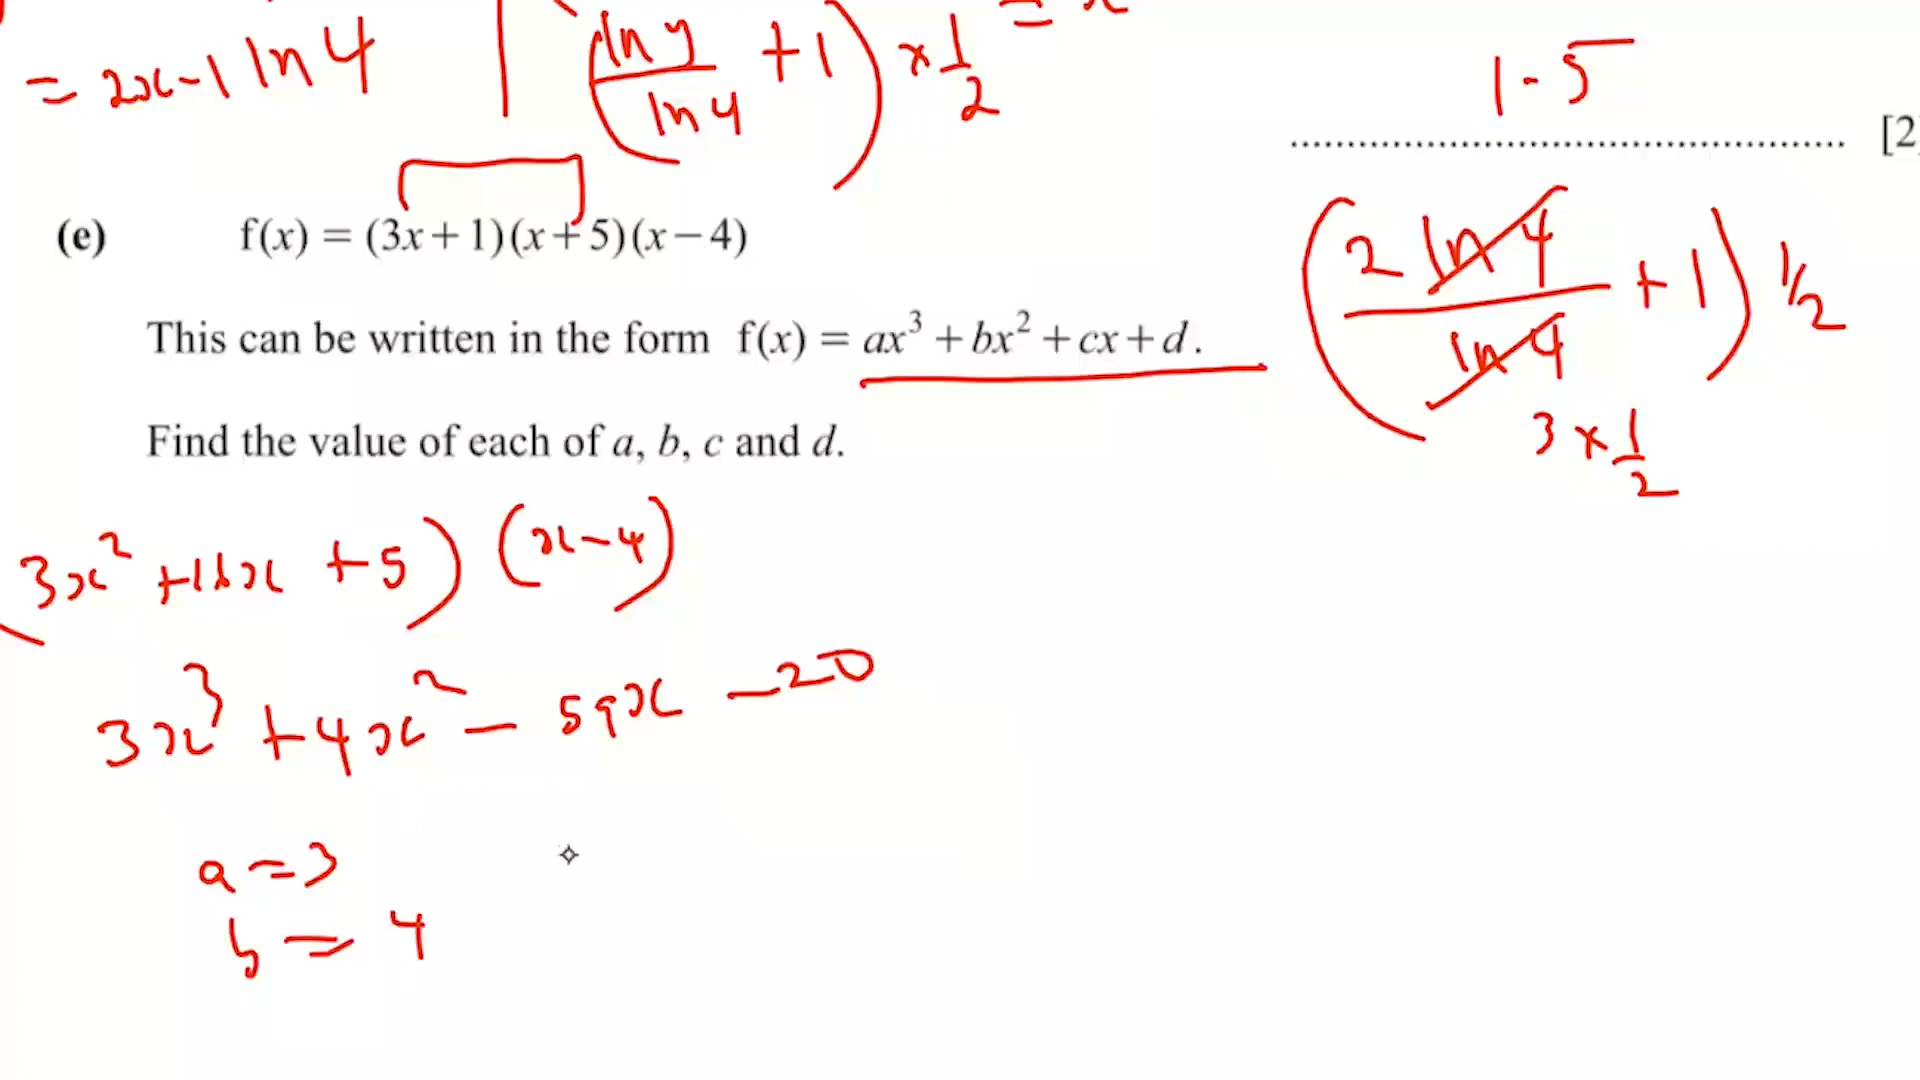 = 2x-1 ln 4 | (ln y / ln 4 + 1) × 1/2 = x
1.5
[2
(e) f(x) = (3x+1)(x+5)(x−4)
(2 ln 4 / ln 4 + 1) 1/2
This can be written in the form f(x) = ax³ + bx² + cx + d.
3 × 1/2
Find the value of each of a, b, c and d.
(3x² + 16x + 5) (x − 4)
3x³ + 4x² − 59x − 20
a = 3
b = 4